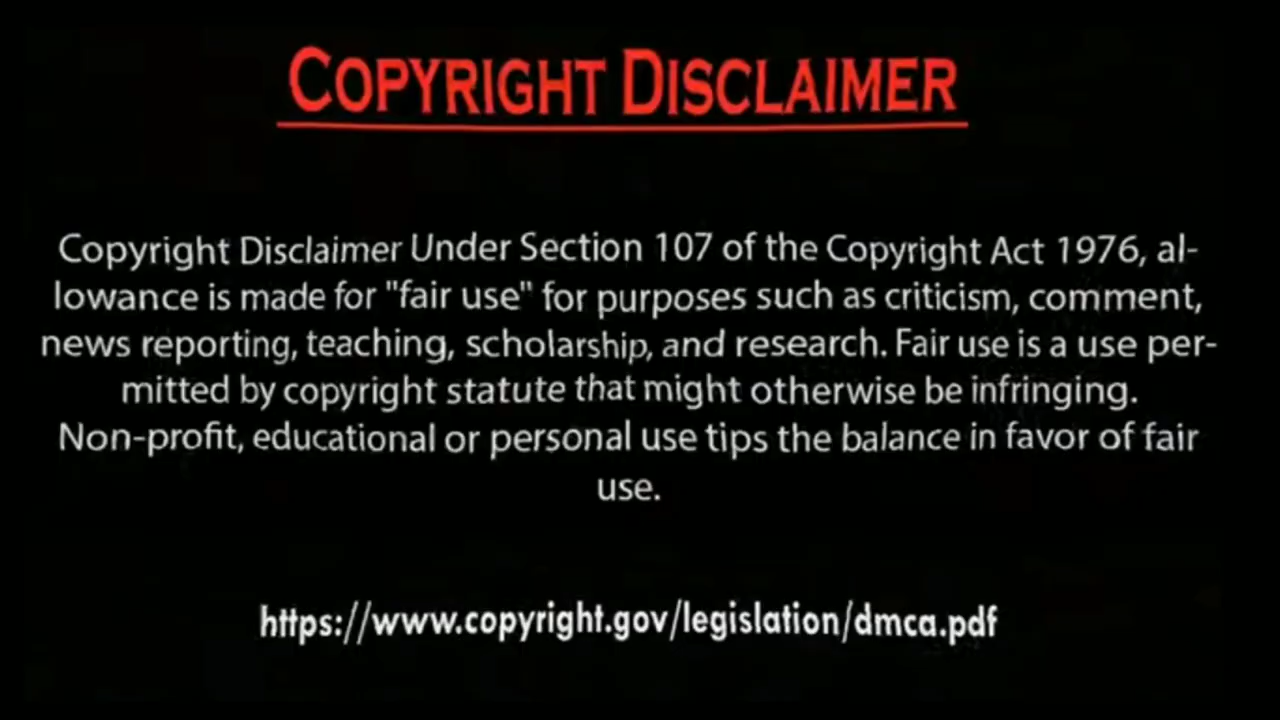 COPYRIGHT DISCLAIMER
Copyright Disclaimer Under Section 107 of the Copyright Act 1976, al-
lowance is made for "fair use" for purposes such as criticism, comment,
news reporting, teaching, scholarship, and research. Fair use is a use per-
mitted by copyright statute that might otherwise be infringing.
Non-profit, educational or personal use tips the balance in favor of fair
use.
https://www.copyright.gov/legislation/dmca.pdf